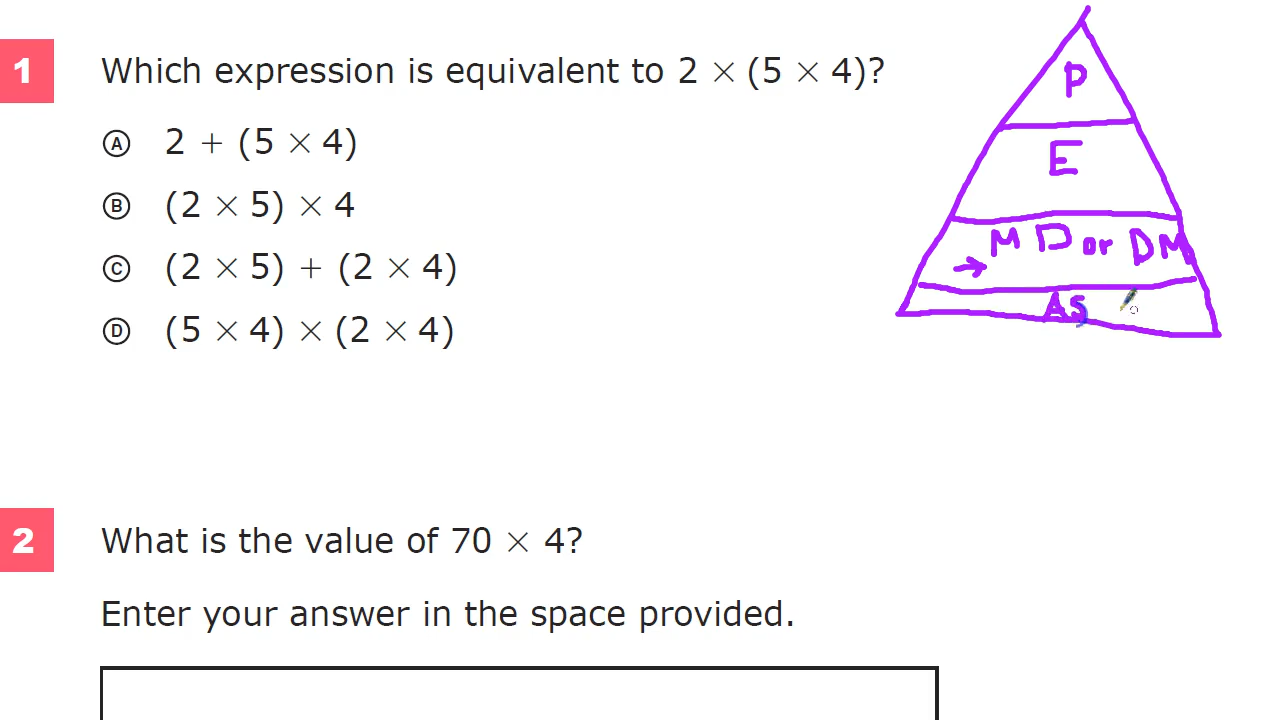 1 Which expression is equivalent to 2 × (5 × 4)?
Ⓐ 2 + (5 × 4)
Ⓑ (2 × 5) × 4
Ⓒ (2 × 5) + (2 × 4)
Ⓓ (5 × 4) × (2 × 4)
P
E
→ M D or DM
AS
2 What is the value of 70 × 4?
Enter your answer in the space provided.